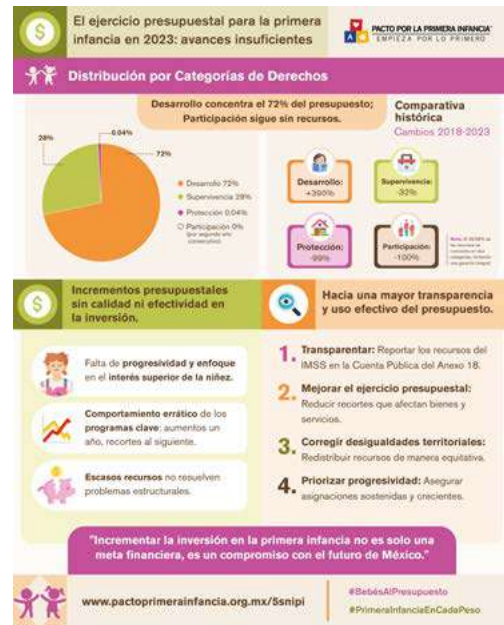 El ejercicio presupuestal para la primera
infancia en 2023: avances insuficientes
PACTO POR LA PRIMERA INFANCIA
EMPIEZA POR LO PRIMERO
Distribución por Categorías de Derechos
Desarrollo concentra el 72% del presupuesto;
Participación sigue sin recursos.
28%
0.04%
72%
Desarrollo 72%
Supervivencia 28%
Protección 0.04%
Participación 0%
(por segundo año
consecutivo)
Comparativa
histórica
Cambios 2018-2023
Desarrollo:
+390%
Supervivencia:
-32%
Protección:
-99%
Participación:
-100%
Incrementos presupuestales
sin calidad ni efectividad en
la inversión.
Falta de progresividad y enfoque
en el interés superior de la niñez.
Comportamiento errático de los
programas clave: aumentos un
año, recortes al siguiente.
Escasos recursos no resuelven
problemas estructurales.
Hacia una mayor transparencia
y uso efectivo del presupuesto.
1. Transparentar: Reportar los recursos del
IMSS en la Cuenta Pública del Anexo 18.
2. Mejorar el ejercicio presupuestal:
Reducir recortes que afectan bienes y
servicios.
3. Corregir desigualdades territoriales:
Redistribuir recursos de manera equitativa.
4. Priorizar progresividad: Asegurar
asignaciones sostenidas y crecientes.
"Incrementar la inversión en la primera infancia no es solo una
meta financiera, es un compromiso con el futuro de México."
www.pactoprimerainfancia.org.mx/5snipi
#BebésAlPresupuesto
#PrimeraInfanciaEnCadaPeso